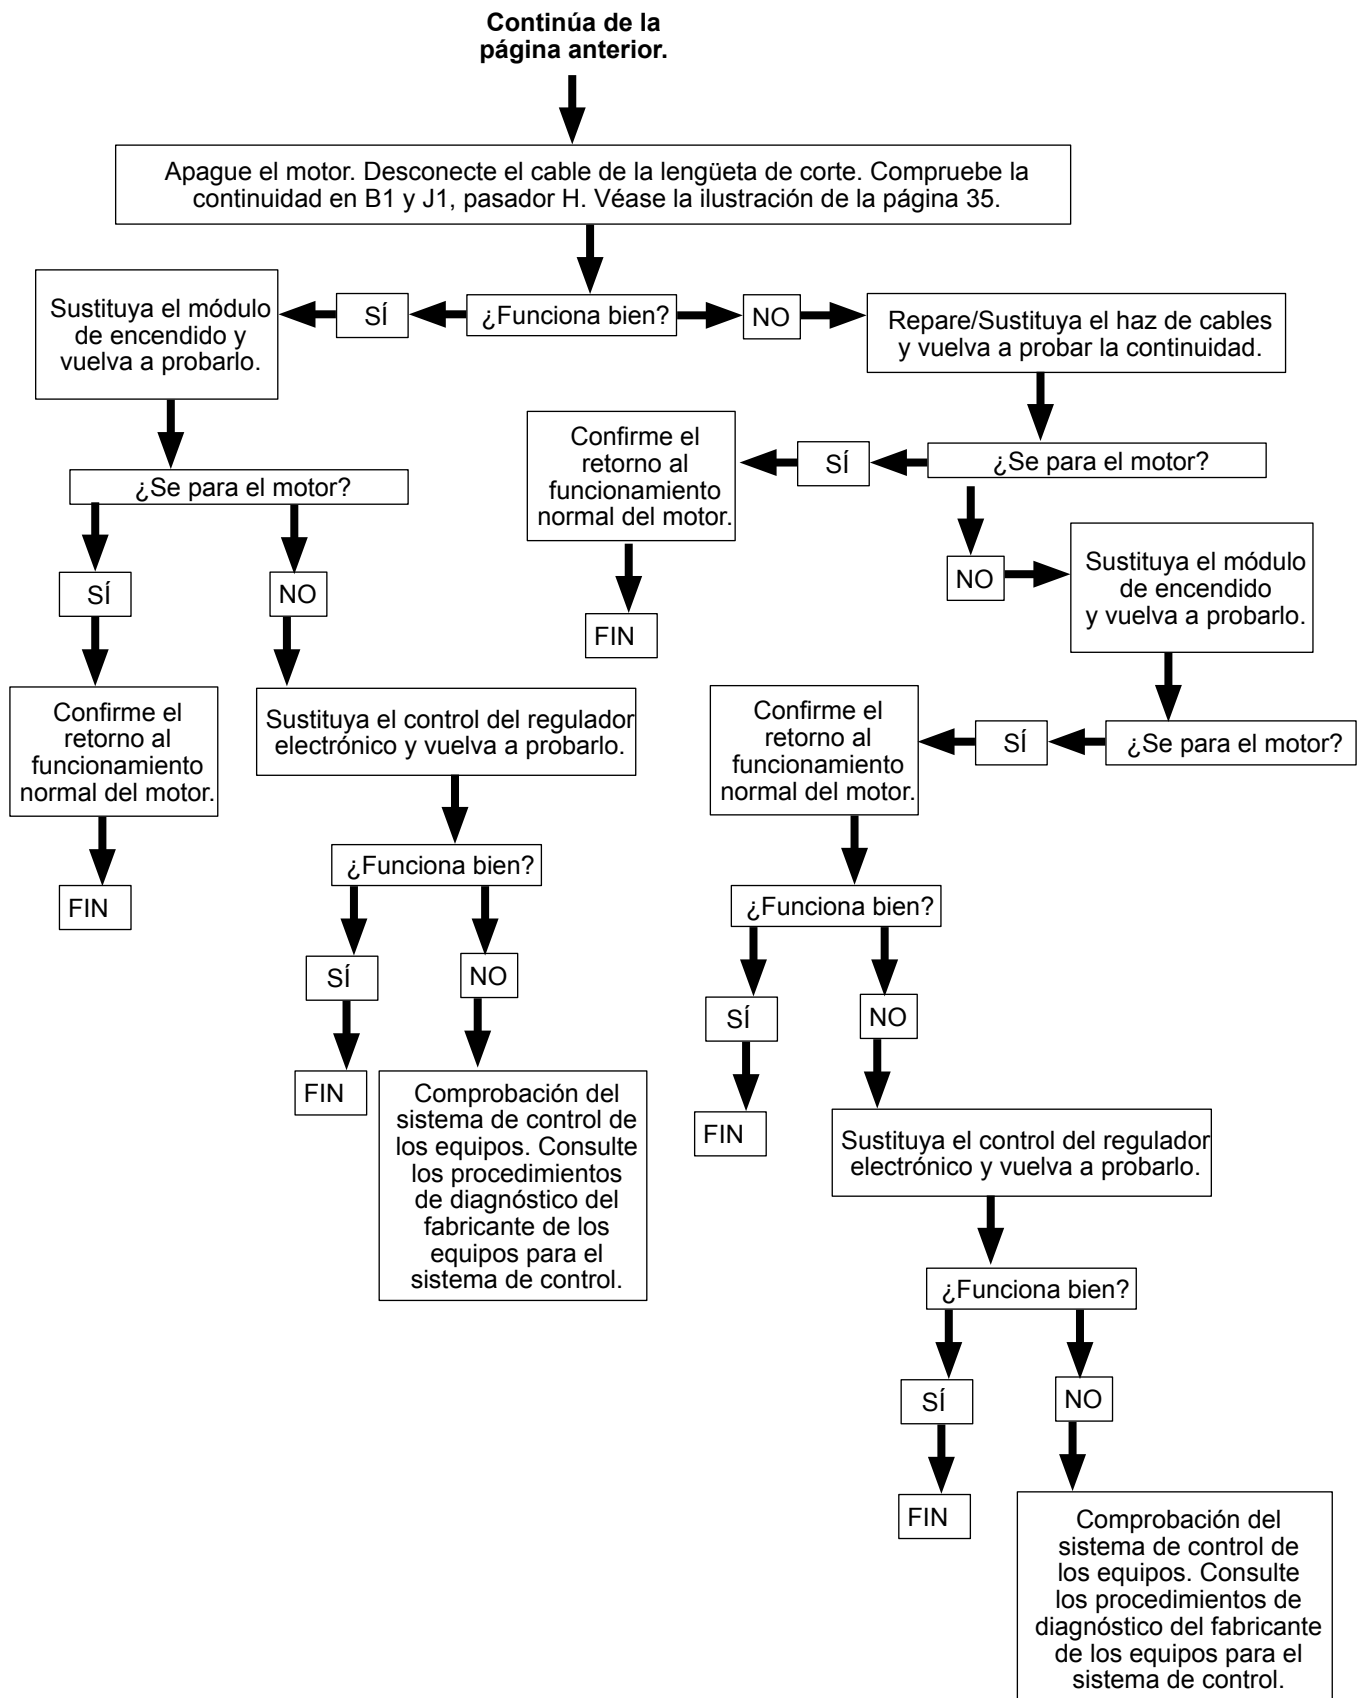 Continúa de la
página anterior.
Apague el motor. Desconecte el cable de la lengüeta de corte. Compruebe la
continuidad en B1 y J1, pasador H. Véase la ilustración de la página 35.
Sustituya el módulo
de encendido y
vuelva a probarlo.
SÍ
¿Funciona bien?
NO
Repare/Sustituya el haz de cables
y vuelva a probar la continuidad.
¿Se para el motor?
Confirme el
retorno al
funcionamiento
normal del motor.
SÍ
¿Se para el motor?
SÍ
NO
FIN
NO
Sustituya el módulo
de encendido
y vuelva a probarlo.
Confirme el
retorno al
funcionamiento
normal del motor.
Sustituya el control del regulador
electrónico y vuelva a probarlo.
Confirme el
retorno al
funcionamiento
normal del motor.
SÍ
¿Se para el motor?
FIN
¿Funciona bien?
SÍ
NO
¿Funciona bien?
SÍ
NO
FIN
Comprobación del
sistema de control de
los equipos. Consulte
los procedimientos
de diagnóstico del
fabricante de los
equipos para el
sistema de control.
FIN
Sustituya el control del regulador
electrónico y vuelva a probarlo.
¿Funciona bien?
SÍ
NO
FIN
Comprobación del
sistema de control de
los equipos. Consulte
los procedimientos de
diagnóstico del fabricante
de los equipos para el
sistema de control.